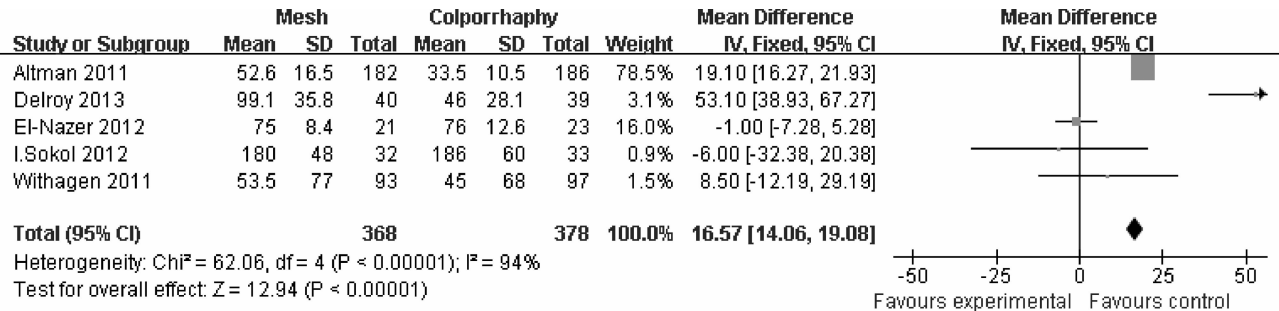 Mesh Colporrhaphy Mean Difference Mean Difference
Study or Subgroup Mean SD Total Mean SD Total Weight IV, Fixed, 95% CI IV, Fixed, 95% CI
Altman 2011 52.6 16.5 182 33.5 10.5 186 78.5% 19.10 [16.27, 21.93]
Delroy 2013 99.1 35.8 40 46 28.1 39 3.1% 53.10 [38.93, 67.27]
El-Nazer 2012 75 8.4 21 76 12.6 23 16.0% -1.00 [-7.28, 5.28]
I.Sokol 2012 180 48 32 186 60 33 0.9% -6.00 [-32.38, 20.38]
Withagen 2011 53.5 77 93 45 68 97 1.5% 8.50 [-12.19, 29.19]
Total (95% CI) 368 378 100.0% 16.57 [14.06, 19.08]
Heterogeneity: Chi² = 62.06, df = 4 (P < 0.00001); I² = 94%
Test for overall effect: Z = 12.94 (P < 0.00001)
-50 -25 0 25 50
Favours experimental Favours control